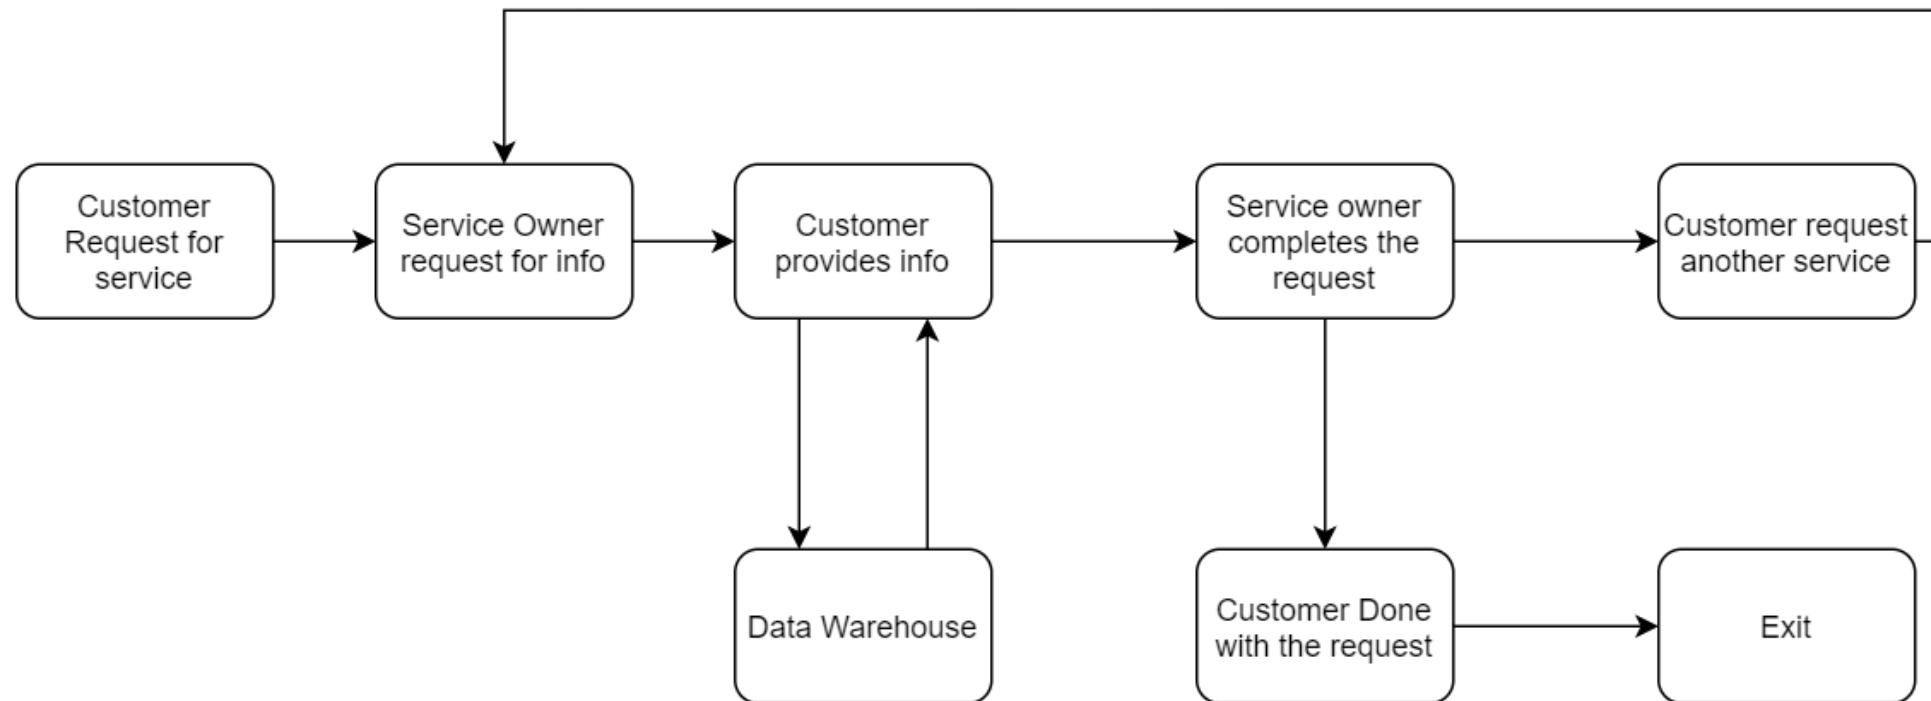 Customer
Request for
service
Service Owner
request for info
Customer
provides info
Service owner
completes the
request
Customer request
another service
Data Warehouse
Customer Done
with the request
Exit